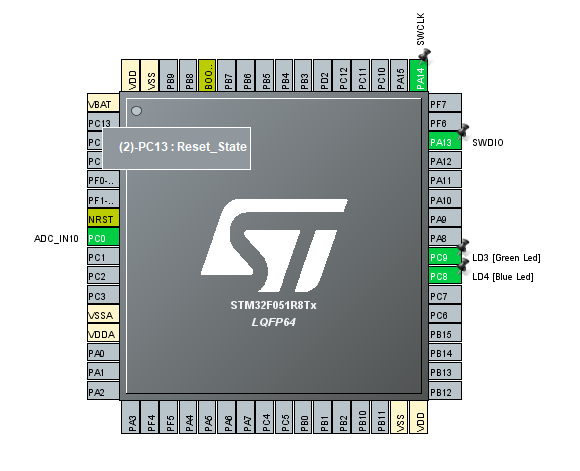 SWCLK
VDD
VSS
PB9
PB8
BOO..
PB7
PB6
PB5
PB4
PB3
PD2
PC12
PC11
PC10
PA15
PA14
VBAT
PC13
PC
PC
PF0-..
PF1-..
NRST
ADC_IN10 PC0
PC1
PC2
PC3
VSSA
VDDA
PA0
PA1
PA2
(2)-PC13 : Reset_State
STM32F051R8Tx
LQFP64
PF7
PF6
PA13 SWDIO
PA12
PA11
PA10
PA9
PA8
PC9 LD3 [Green Led]
PC8 LD4 [Blue Led]
PC7
PC6
PB15
PB14
PB13
PB12
PA3
PF4
PF5
PA4
PA5
PA6
PA7
PC4
PC5
PB0
PB1
PB2
PB10
PB11
VSS
VDD